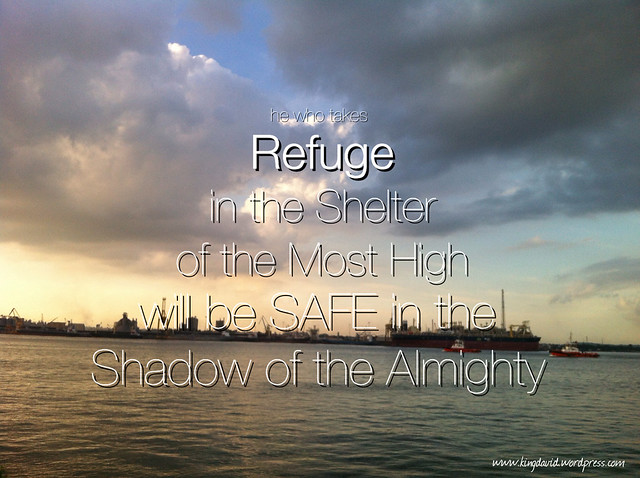 he who takes
Refuge
in the Shelter
of the Most High
will be SAFE in the
Shadow of the Almighty
www.kingdavid.wordpress.com